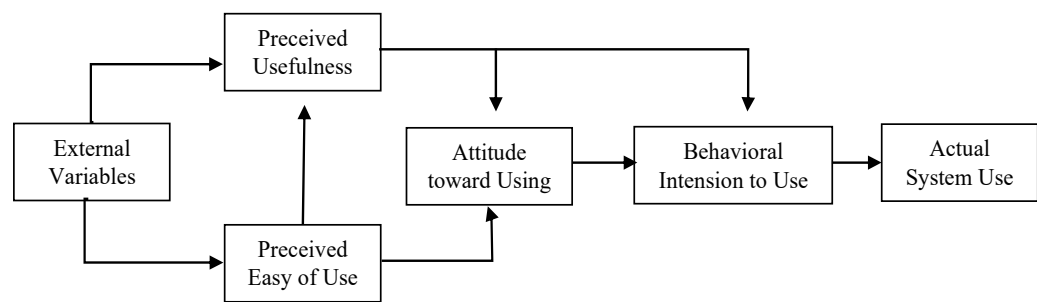 Preceived
Usefulness
External
Variables
Attitude
toward Using
Behavioral
Intension to Use
Actual
System Use
Preceived
Easy of Use